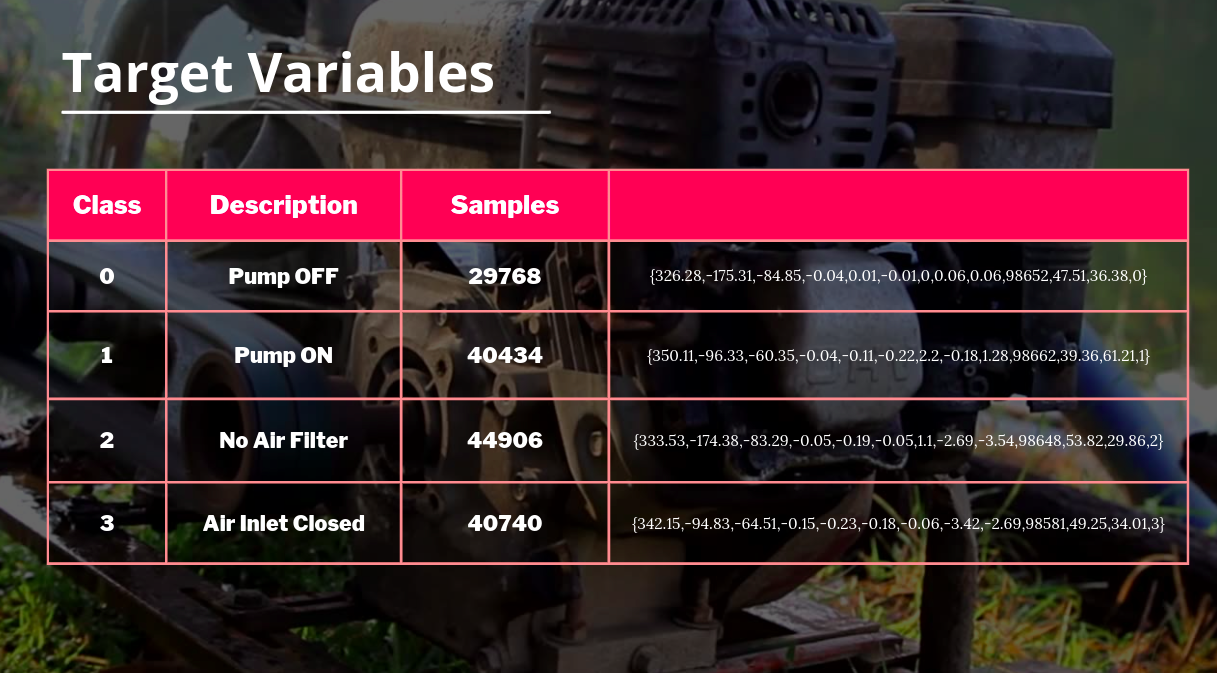 Target Variables
Class Description Samples
0 Pump OFF 29768 {326.28,-175.31,-84.85,-0.04,0.01,-0.01,0,0.06,0.06,98652,47.51,36.38,0}
1 Pump ON 40434 {350.11,-96.33,-60.35,-0.04,-0.11,-0.22,2.2,-0.18,1.28,98662,39.36,61.21,1}
2 No Air Filter 44906 {333.53,-174.38,-83.29,-0.05,-0.19,-0.05,1.1,-2.69,-3.54,98648,53.82,29.86,2}
3 Air Inlet Closed 40740 {342.15,-94.83,-64.51,-0.15,-0.23,-0.18,-0.06,-3.42,-2.69,98581,49.25,34.01,3}